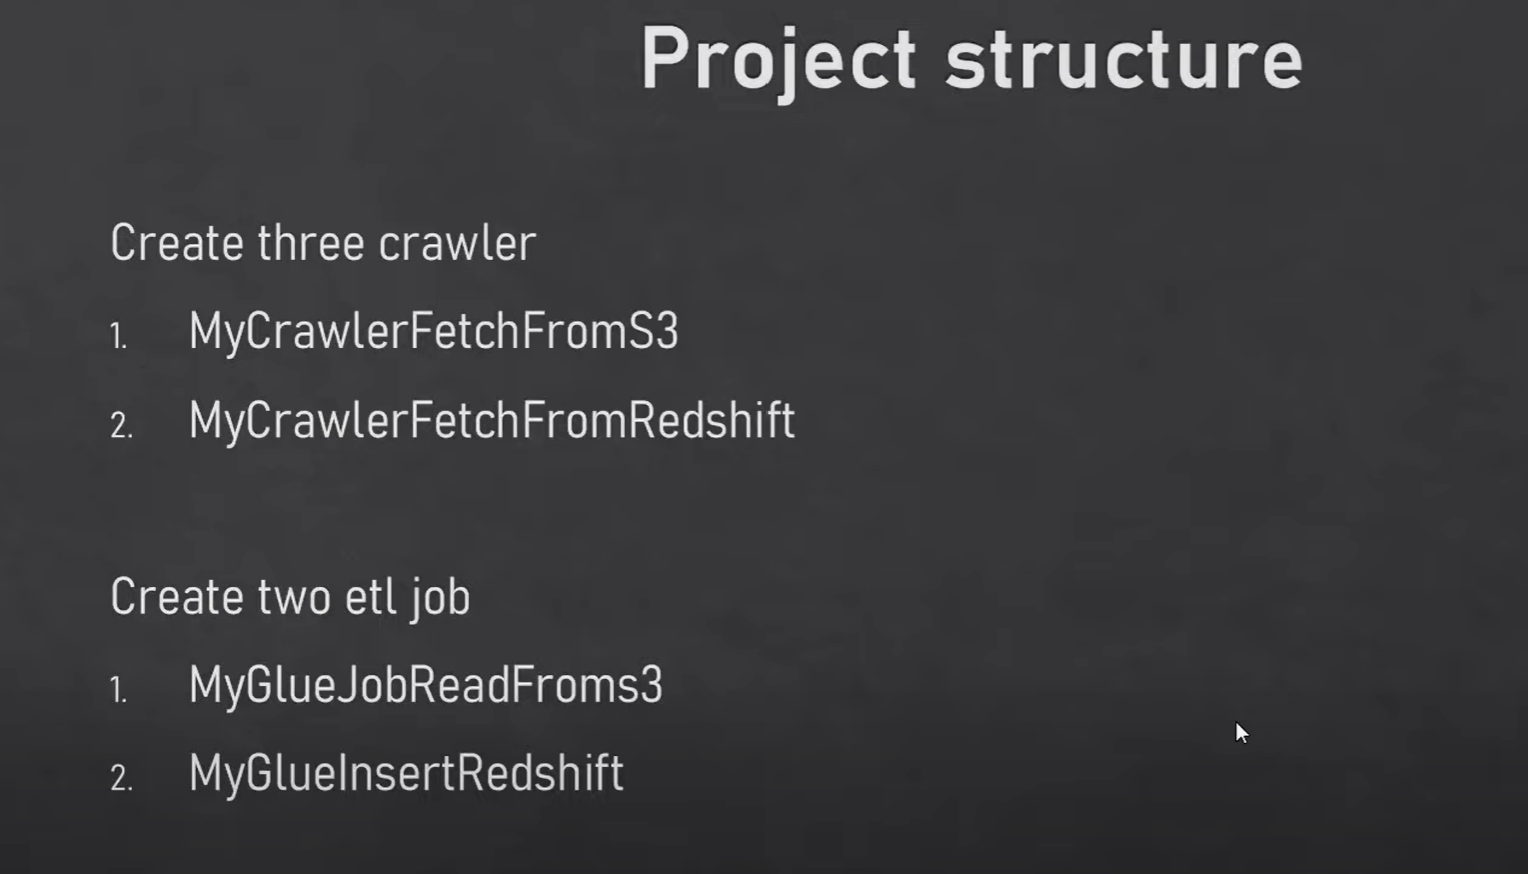 Project structure
Create three crawler
1. MyCrawlerFetchFromS3
2. MyCrawlerFetchFromRedshift
Create two etl job
1. MyGlueJobReadFroms3
2. MyGlueInsertRedshift